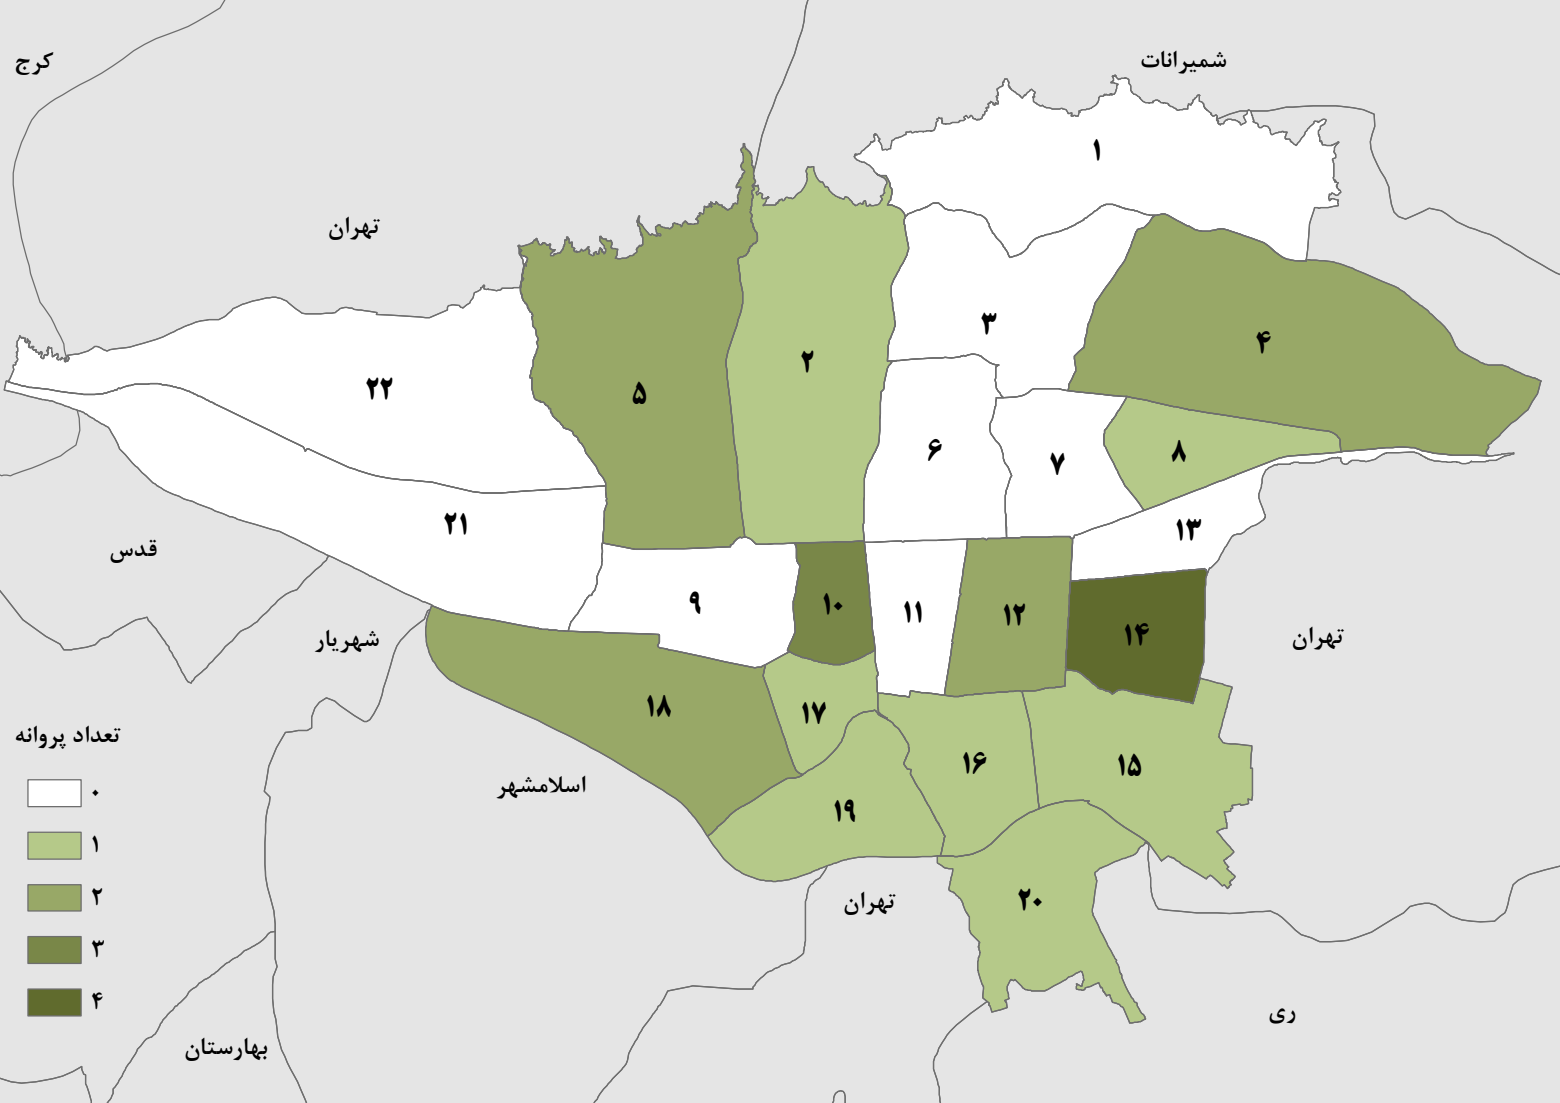 شمیرانات
کرج
۱
تهران
۳
۴
۲
۲۲
۵
۶
۸
۷
۲۱
۱۳
قدس
۹
۱۰
۱۱
۱۲
۱۴
تهران
شهریار
۱۸
۱۷
تعداد پروانه
۰
۱
۲
۳
۴
۱۶
۱۵
اسلامشهر
۱۹
تهران
۲۰
ری
بهارستان